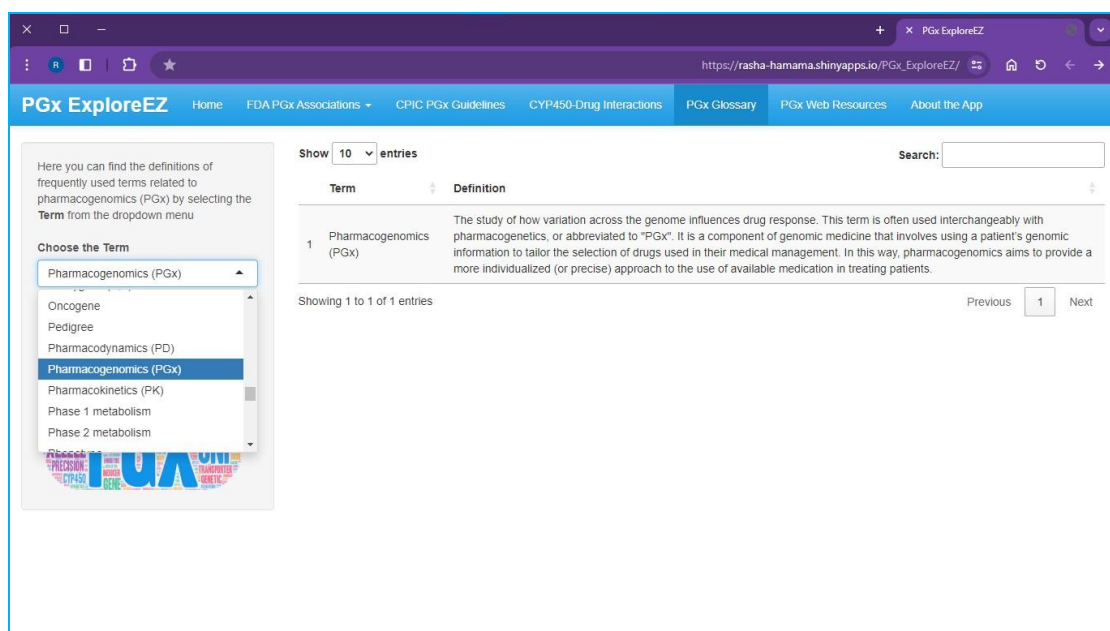 PGx ExploreEZ
R
https://rasha-hamama.shinyapps.io/PGx_ExploreEZ/
PGx ExploreEZ Home FDA PGx Associations CPIC PGx Guidelines CYP450-Drug Interactions PGx Glossary PGx Web Resources About the App
Here you can find the definitions of
frequently used terms related to
pharmacogenomics (PGx) by selecting the
Term from the dropdown menu
Choose the Term
Pharmacogenomics (PGx)
Oncogene
Pedigree
Pharmacodynamics (PD)
Pharmacogenomics (PGx)
Pharmacokinetics (PK)
Phase 1 metabolism
Phase 2 metabolism
PRECISION
CYP450
GENE
TRANSPORTER
GENETIC
Show 10 entries
Search:
Term Definition
1 Pharmacogenomics (PGx)
The study of how variation across the genome influences drug response. This term is often used interchangeably with
pharmacogenetics, or abbreviated to "PGx". It is a component of genomic medicine that involves using a patient's genomic
information to tailor the selection of drugs used in their medical management. In this way, pharmacogenomics aims to provide a
more individualized (or precise) approach to the use of available medication in treating patients.
Showing 1 to 1 of 1 entries
Previous 1 Next